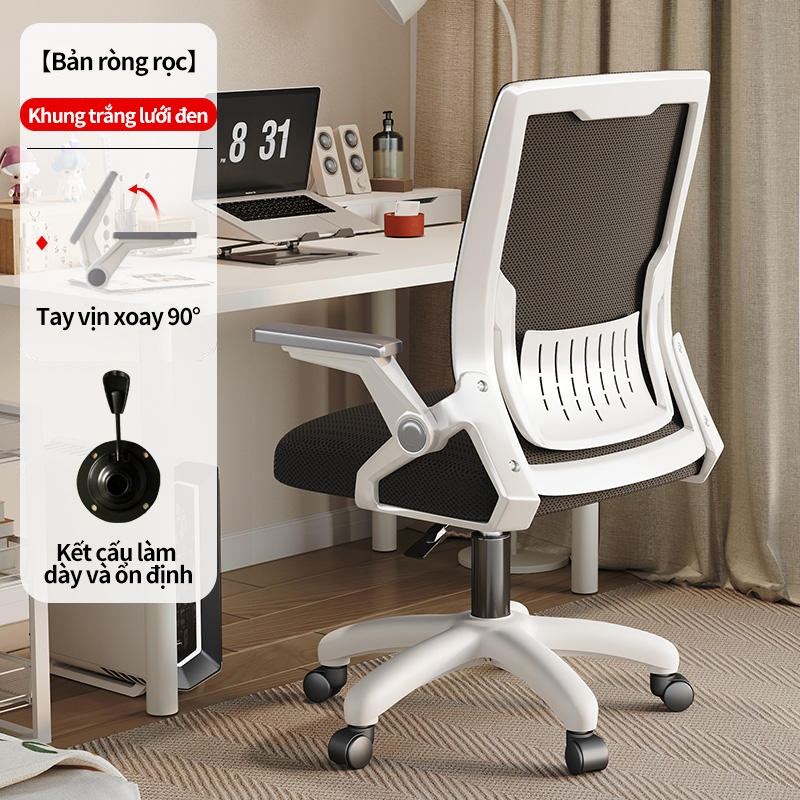 【Bản ròng rọc】
Khung trắng lưới đen
Tay vịn xoay 90°
Kết cấu làm
dày và ổn định
8 31